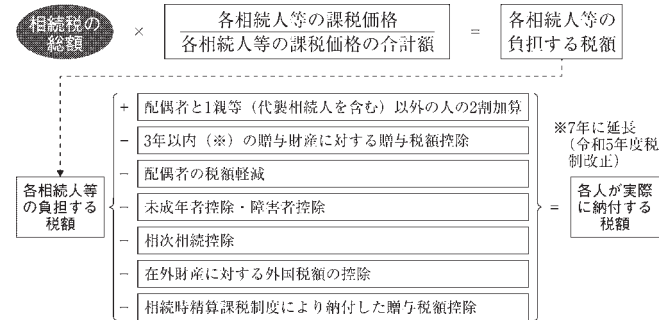 相続税の
総額
×
各相続人等の課税価格
各相続人等の課税価格の合計額
=
各相続人等の
負担する税額
+ 配偶者と1親等（代襲相続人を含む）以外の人の2割加算
− 3年以内（※）の贈与財産に対する贈与税額控除
− 配偶者の税額軽減
− 未成年者控除・障害者控除
− 相次相続控除
− 在外財産に対する外国税額の控除
− 相続時精算課税制度により納付した贈与税額控除
各相続人等
の負担する
税額
※7年に延長
（令和5年度税
制改正）
=
各人が実際
に納付する
税額